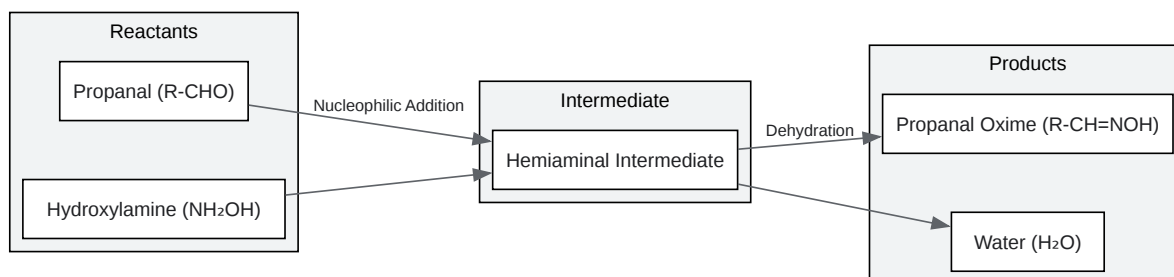 Reactants
Propanal (R-CHO)
Hydroxylamine (NH₂OH)
Nucleophilic Addition
Intermediate
Hemiaminal Intermediate
Dehydration
Products
Propanal Oxime (R-CH=NOH)
Water (H₂O)